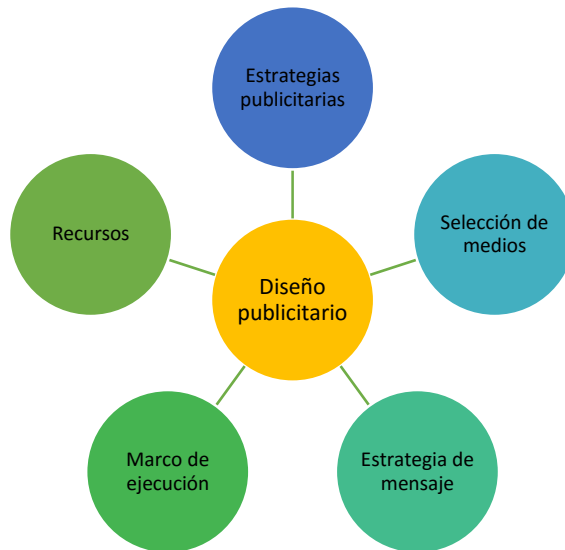 Estrategias
publicitarias
Selección de
medios
Recursos
Diseño
publicitario
Marco de
ejecución
Estrategia de
mensaje